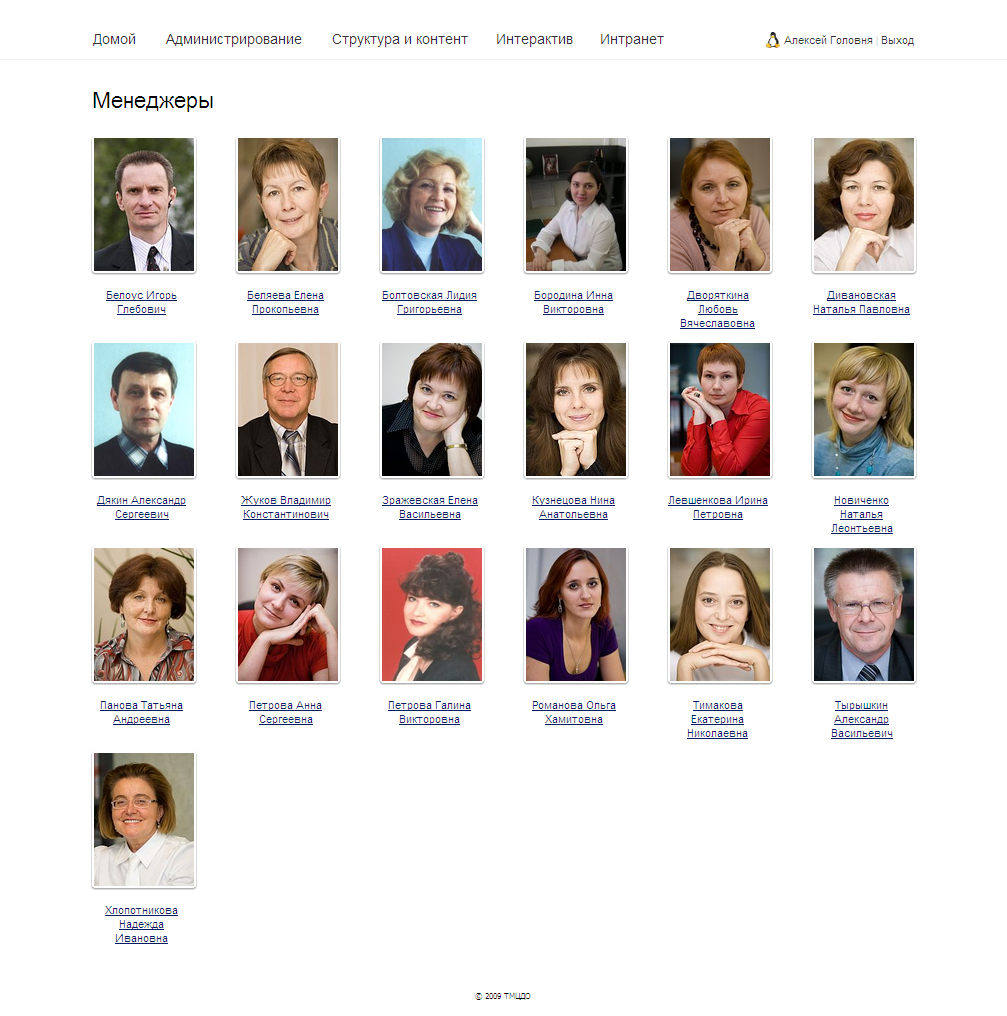 Домой Администрирование Структура и контент Интерактив Интранет Алексей Головня | Выход
Менеджеры
Белоус Игорь
Глебович
Беляева Елена
Прокопьевна
Болтовская Лидия
Григорьевна
Бородина Инна
Викторовна
Дворяткина
Любовь
Вячеславовна
Дивановская
Наталья Павловна
Дякин Александр
Сергеевич
Жуков Владимир
Константинович
Зражевская Елена
Васильевна
Кузнецова Нина
Анатольевна
Левшенкова Ирина
Петровна
Новиченко
Наталья
Леонтьевна
Панова Татьяна
Андреевна
Петрова Анна
Сергеевна
Петрова Галина
Викторовна
Романова Ольга
Хамитовна
Тимакова
Екатерина
Николаевна
Тырышкин
Александр
Васильевич
Хлопотникова
Надежда
Ивановна
© 2009 ТМЦДО